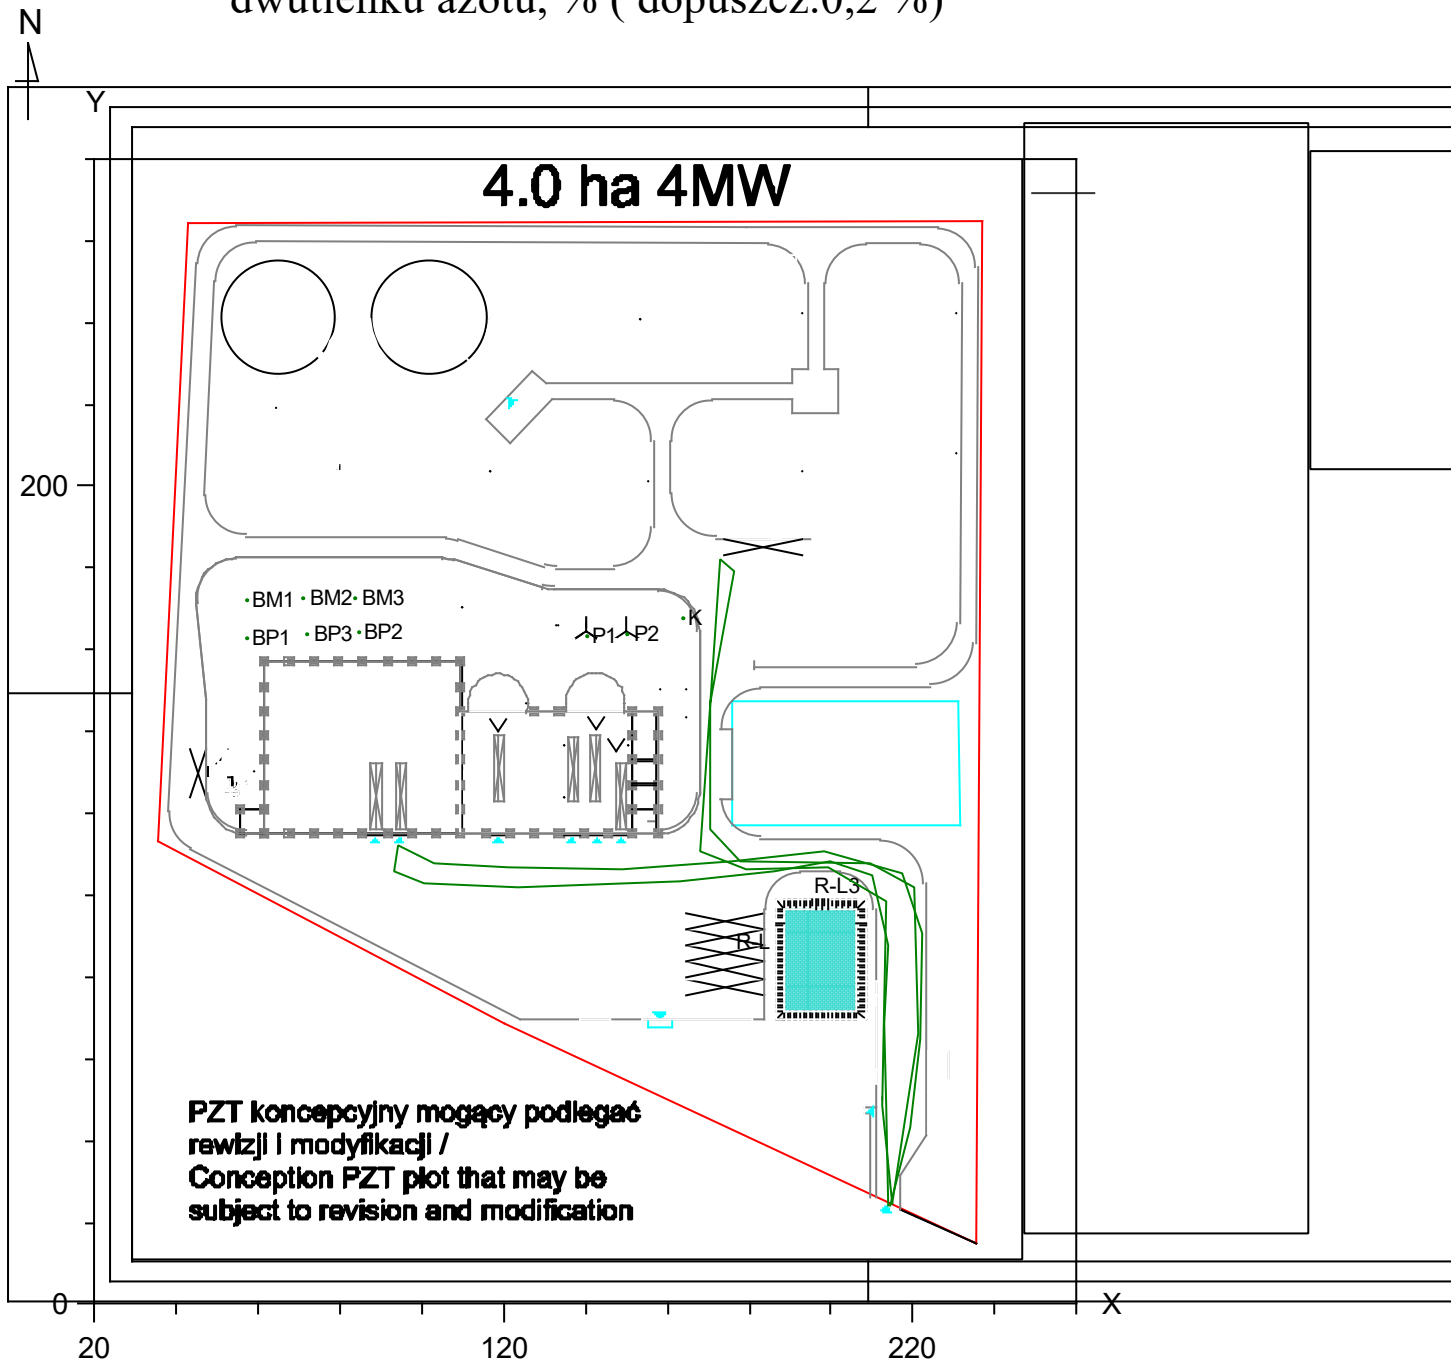 dwutlenku azotu, % ( dopuszcz.0,2 %)
N
Y
4.0 ha 4MW
200
BM1 BM2 BM3
BP1 BP3 BP2 P1 P2 K
R-L3
R-L
PZT koncepcyjny mogący podlegać
rewizji i modyfikacji /
Conception PZT plot that may be
subject to revision and modification
0
X
20 120 220